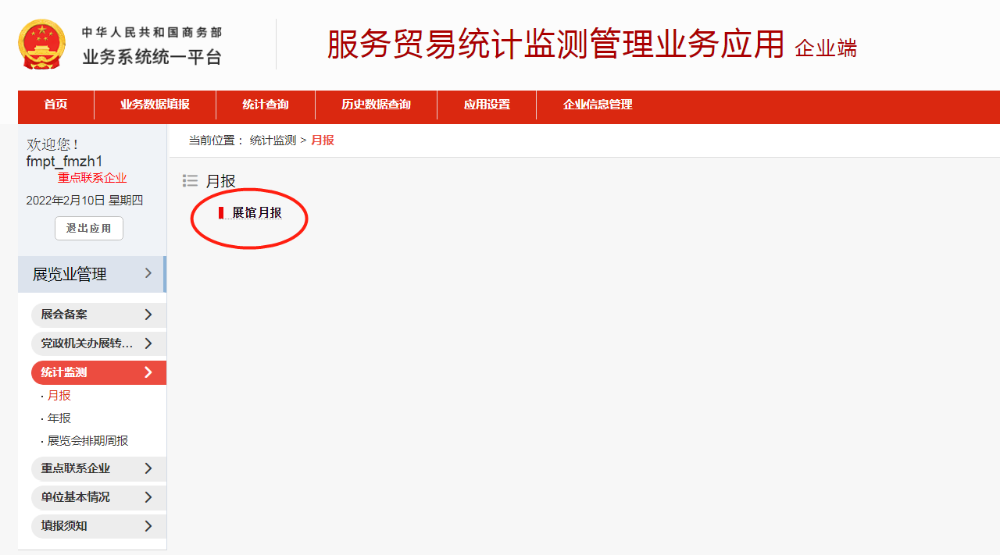 中华人民共和国商务部
业务系统统一平台
服务贸易统计监测管理业务应用 企业端
首页 业务数据填报 统计查询 历史数据查询 应用设置 企业信息管理
欢迎您！
fmpt_fmzh1
重点联系企业
2022年2月10日 星期四
退出应用
展览业管理
展会备案
党政机关办展转...
统计监测
· 月报
· 年报
· 展览会排期周报
重点联系企业
单位基本情况
填报须知
当前位置： 统计监测 > 月报
月报
展馆月报